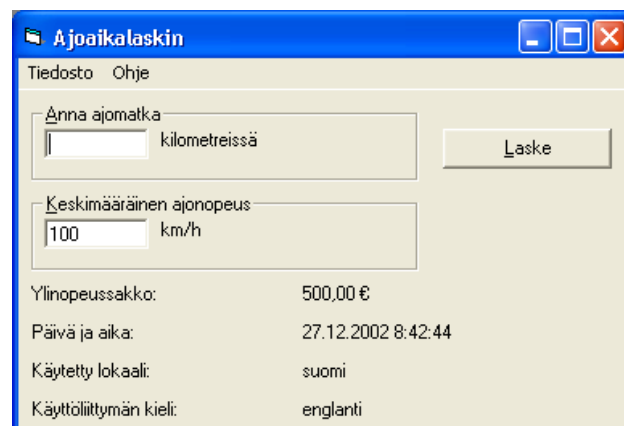 Ajoaikalaskin
Tiedosto Ohje
Anna ajomatka
kilometreissä
Laske
Keskimääräinen ajonopeus
100 km/h
Ylinopeussakko: 500,00 €
Päivä ja aika: 27.12.2002 8:42:44
Käytetty lokaali: suomi
Käyttöliittymän kieli: englanti